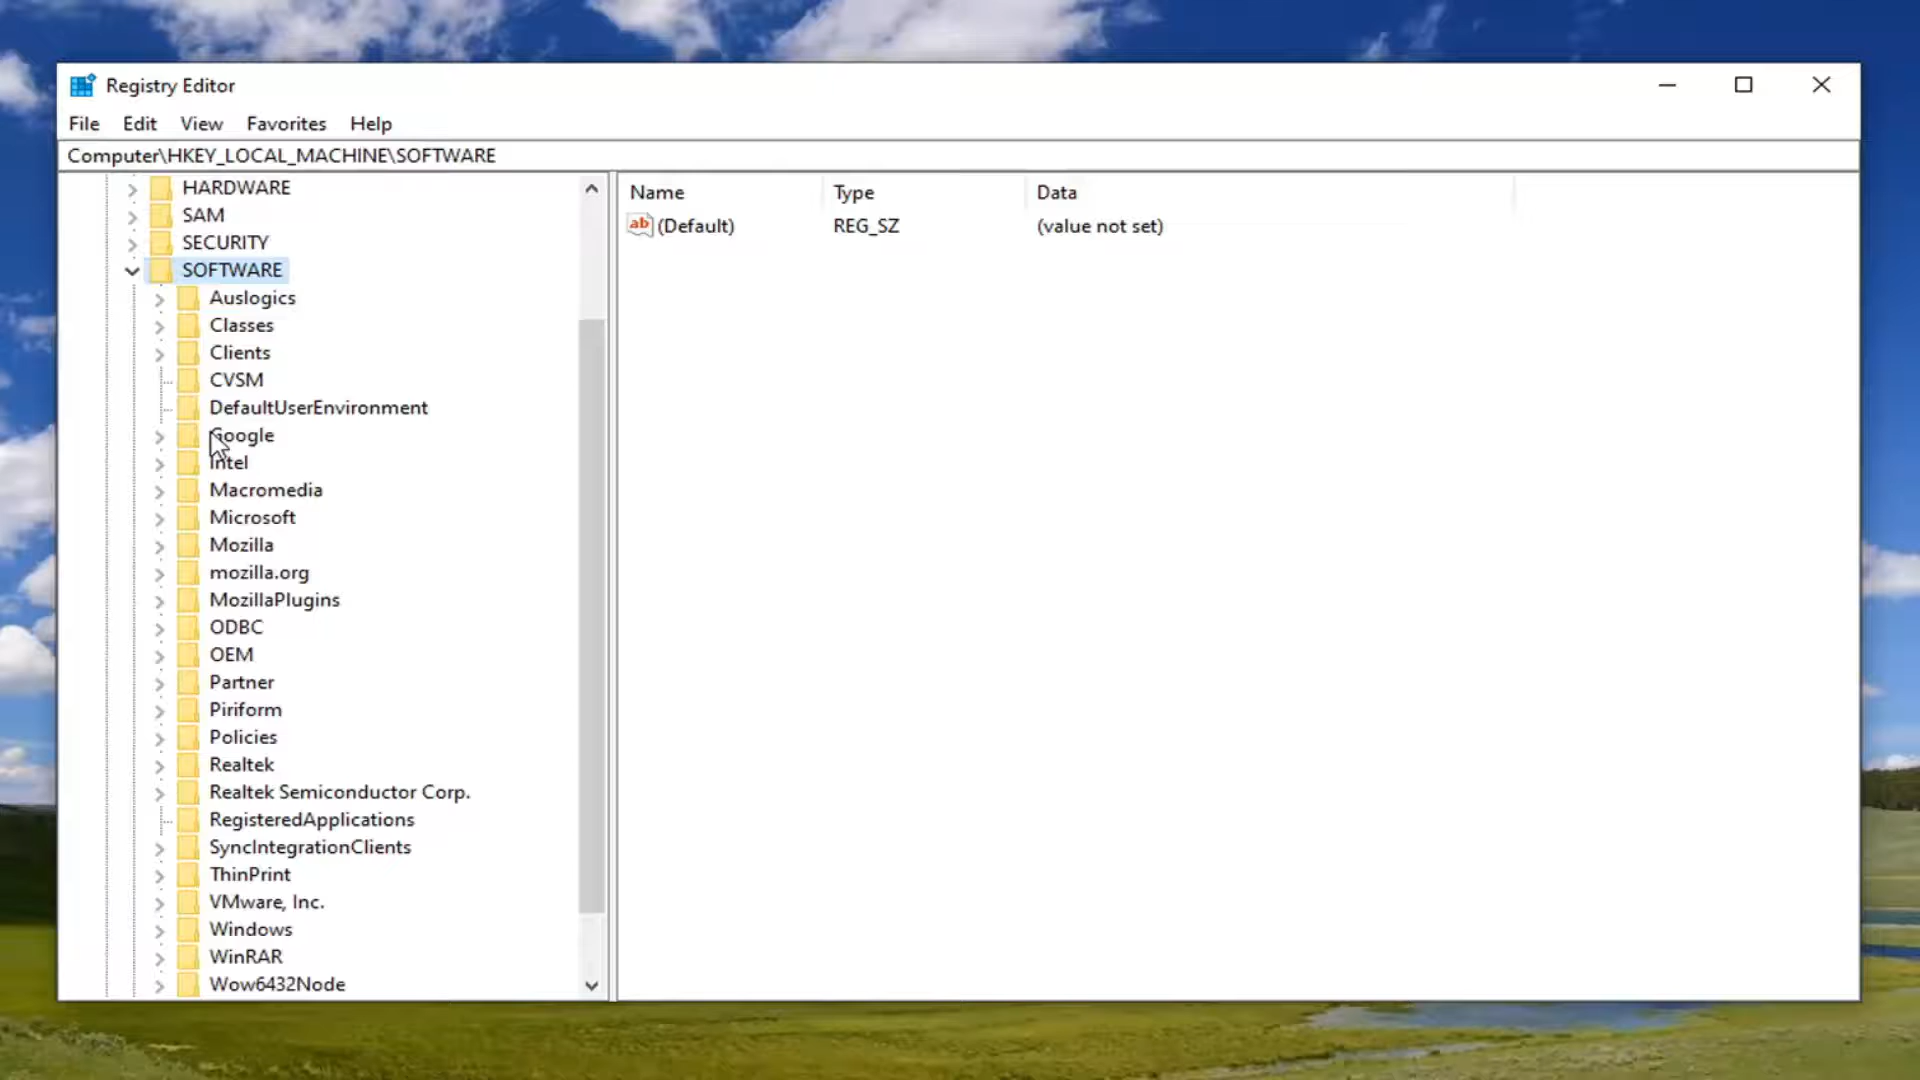 Registry Editor
File Edit View Favorites Help
Computer\HKEY_LOCAL_MACHINE\SOFTWARE
HARDWARE
SAM
SECURITY
SOFTWARE
Auslogics
Classes
Clients
CVSM
DefaultUserEnvironment
Google
Intel
Macromedia
Microsoft
Mozilla
mozilla.org
MozillaPlugins
ODBC
OEM
Partner
Piriform
Policies
Realtek
Realtek Semiconductor Corp.
RegisteredApplications
SyncIntegrationClients
ThinPrint
VMware, Inc.
Windows
WinRAR
Wow6432Node
Name Type Data
ab (Default) REG_SZ (value not set)